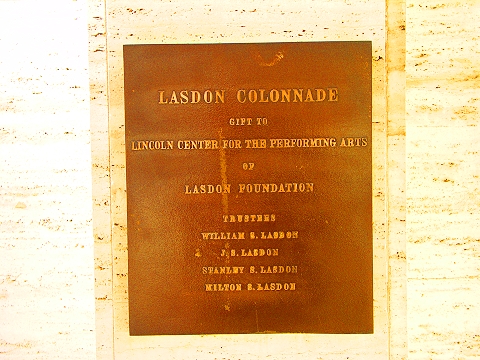 LASDON COLONNADE
GIFT TO
LINCOLN CENTER FOR THE PERFORMING ARTS
OF
LASDON FOUNDATION
TRUSTEES
WILLIAM S. LASDON
J. S. LASDON
STANLEY S. LASDON
MILTON S. LASDON